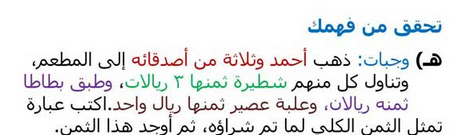 تحقق من فهمك
هـ) وجبات: ذهب أحمد وثلاثة من أصدقائه إلى المطعم،
وتناول كل منهم شطيرة ثمنها ٣ ريالات، وطبق بطاطا
ثمنه ريالان، وعلبة عصير ثمنها ريال واحد.اكتب عبارة
تمثل الثمن الكلي لما تم شراؤه، ثم أوجد هذا الثمن.